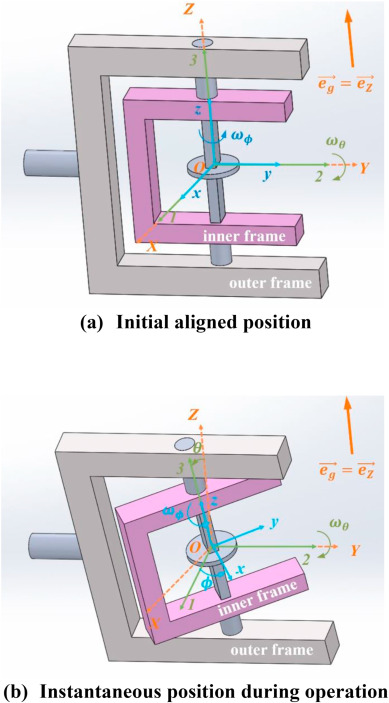 Z
3
z
ω_ϕ
e_g = e_Z
ω_θ
O
x
y
2
Y
1
X
inner frame
outer frame
(a) Initial aligned position
Z
θ
3
z
ω_ϕ
y
e_g = e_Z
ω_θ
O
2
Y
ϕ
x
X
1
inner frame
outer frame
(b) Instantaneous position during operation